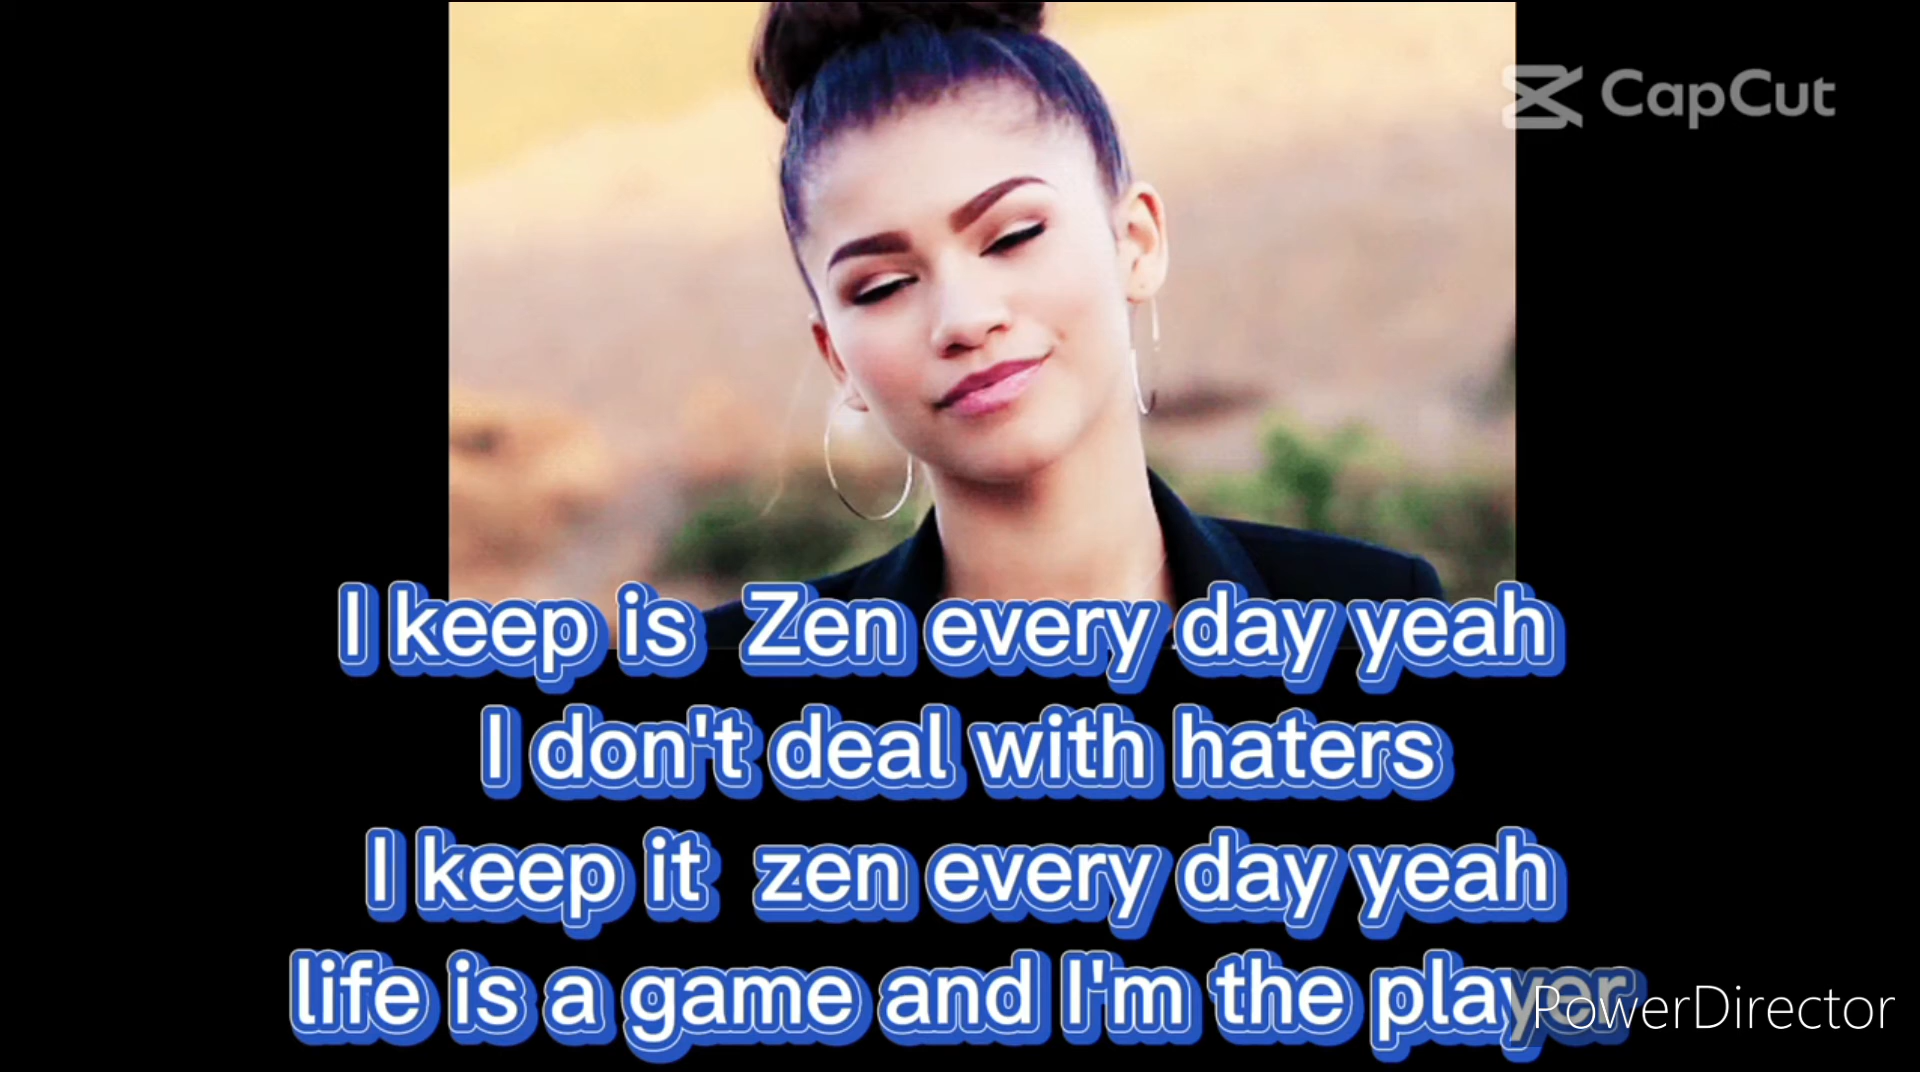 CapCut
I keep is  Zen every day yeah
I don't deal with haters
I keep it  zen every day yeah
life is a game and I'm the player
PowerDirector